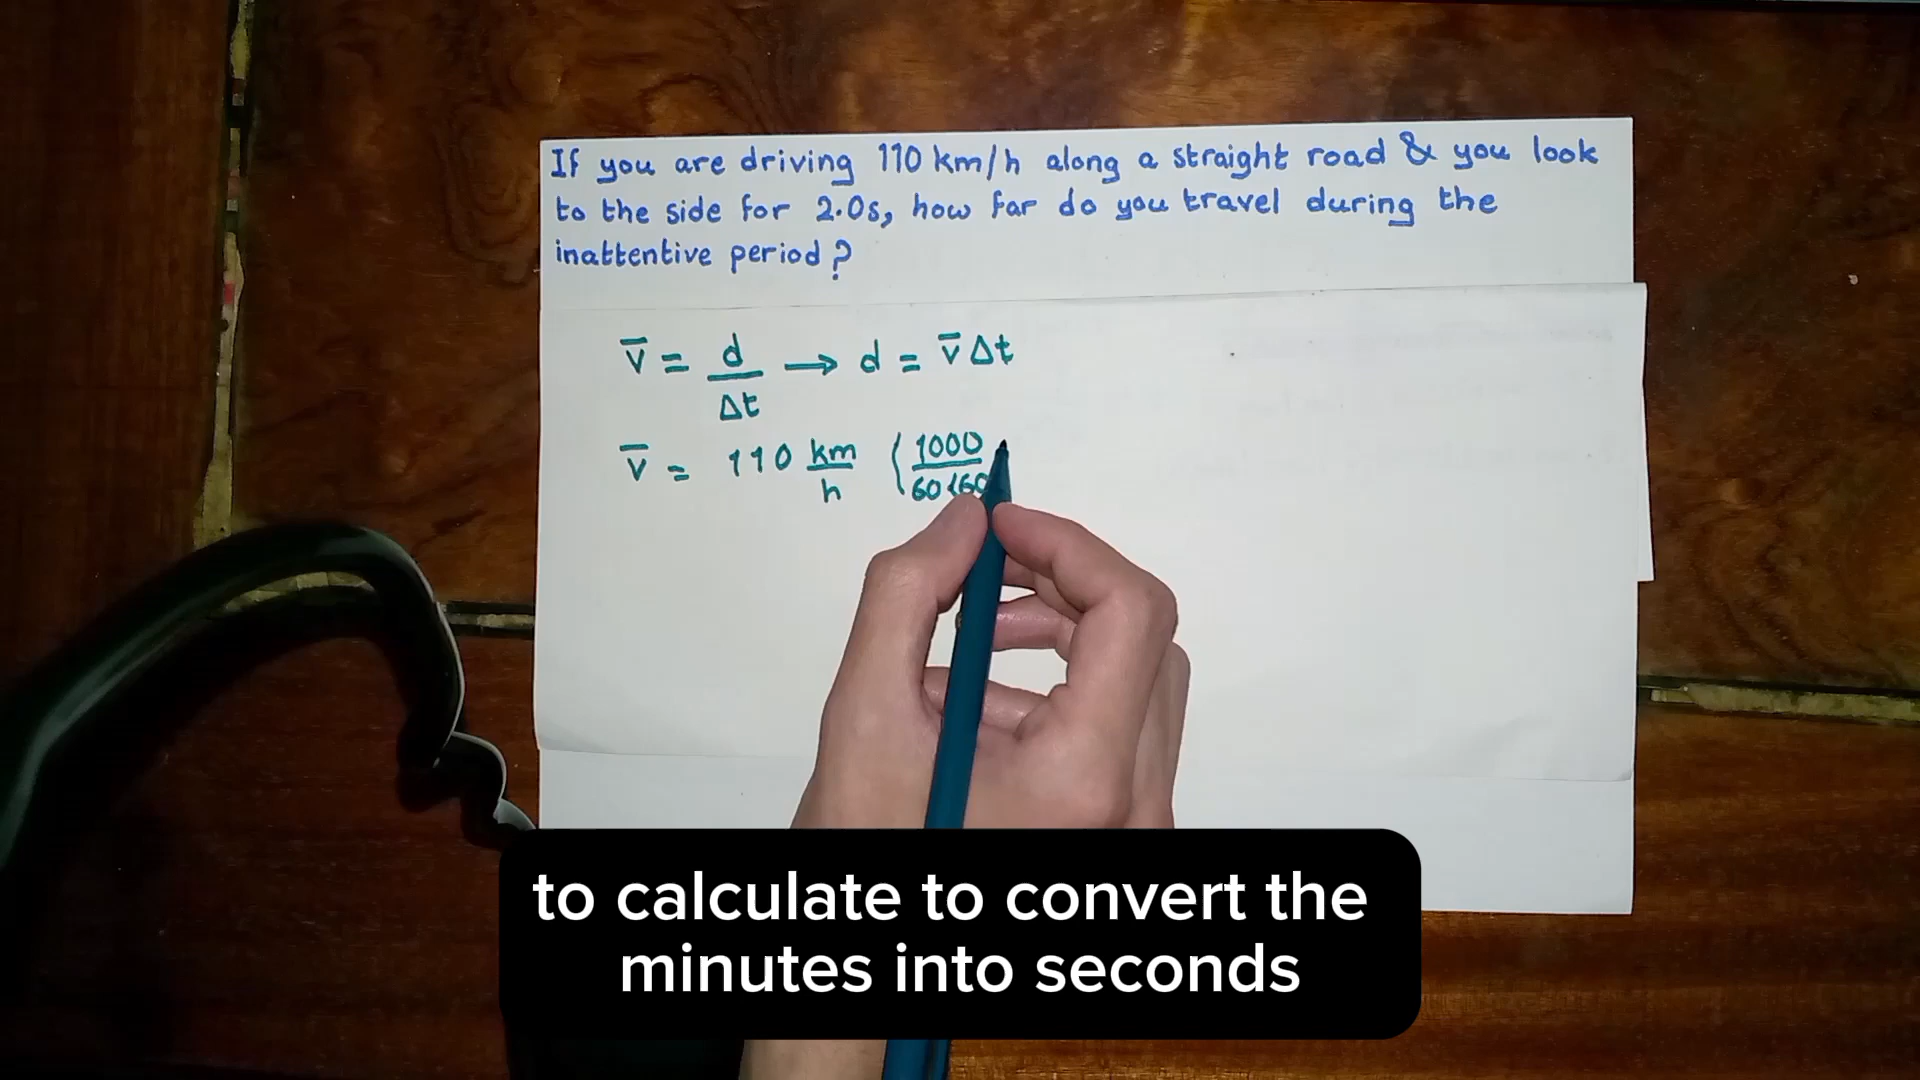 If you are driving 110 km/h along a straight road & you look
to the side for 2.0s, how far do you travel during the
inattentive period?
v̅ = d/Δt → d = v̅ Δt
v̅ = 110 km/h (1000/60×60
to calculate to convert the
minutes into seconds